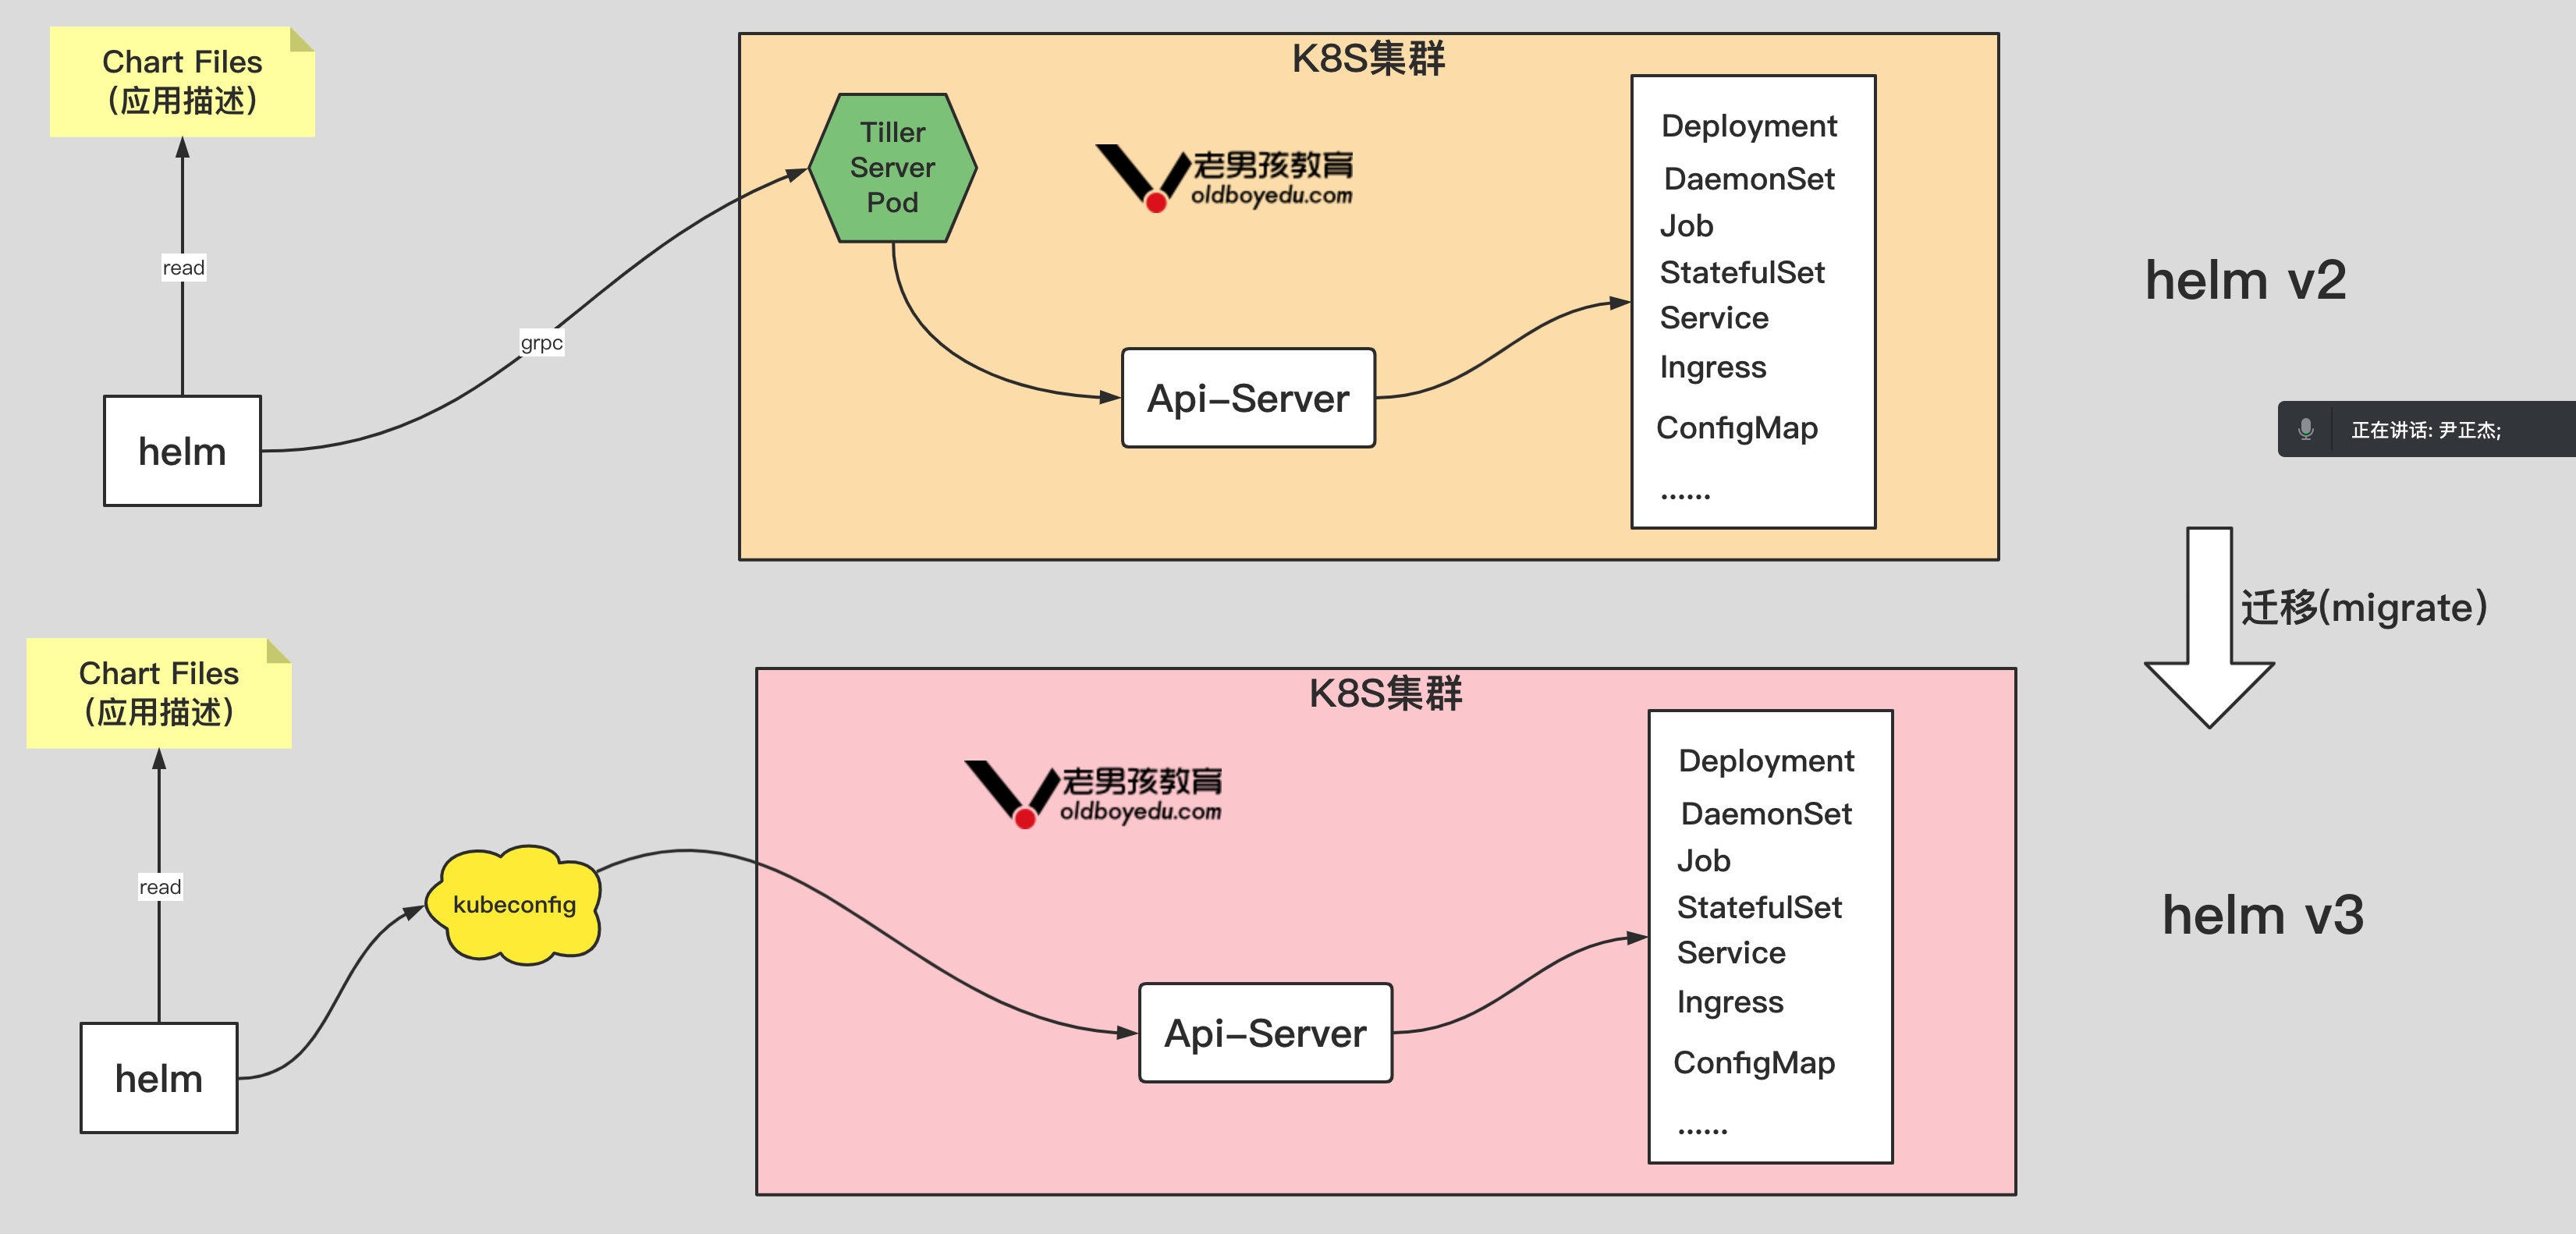 Chart Files
（应用描述）
read
helm
grpc
K8S集群
Tiller
Server
Pod
老男孩教育
oldboyedu.com
Api-Server
Deployment
DaemonSet
Job
StatefulSet
Service
Ingress
ConfigMap
......
helm v2
正在讲话: 尹正杰;
迁移(migrate)
Chart Files
（应用描述）
read
helm
kubeconfig
K8S集群
老男孩教育
oldboyedu.com
Api-Server
Deployment
DaemonSet
Job
StatefulSet
Service
Ingress
ConfigMap
......
helm v3